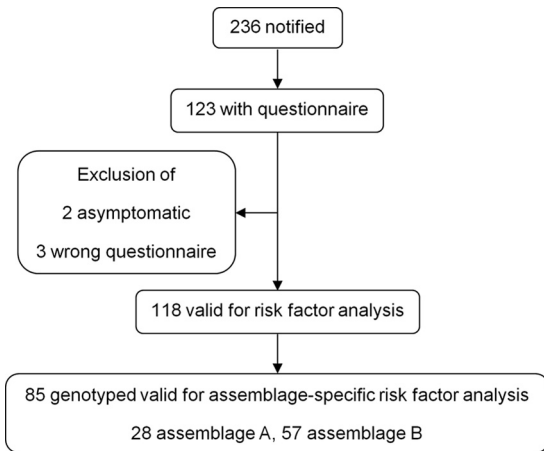 236 notified
123 with questionnaire
Exclusion of
2 asymptomatic
3 wrong questionnaire
118 valid for risk factor analysis
85 genotyped valid for assemblage-specific risk factor analysis
28 assemblage A, 57 assemblage B